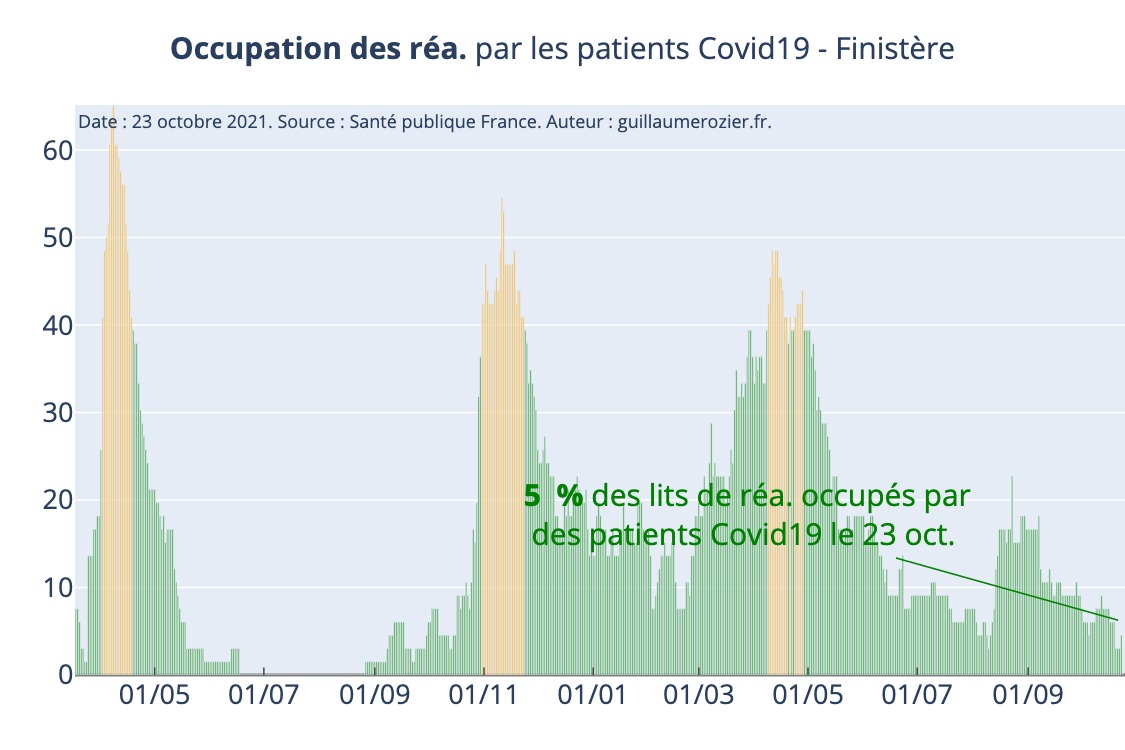 Occupation des réa. par les patients Covid19 - Finistère
Date : 23 octobre 2021. Source : Santé publique France. Auteur : guillaumerozier.fr.
60
50
40
30
20
10
0
5 % des lits de réa. occupés par
des patients Covid19 le 23 oct.
01/05 01/07 01/09 01/11 01/01 01/03 01/05 01/07 01/09